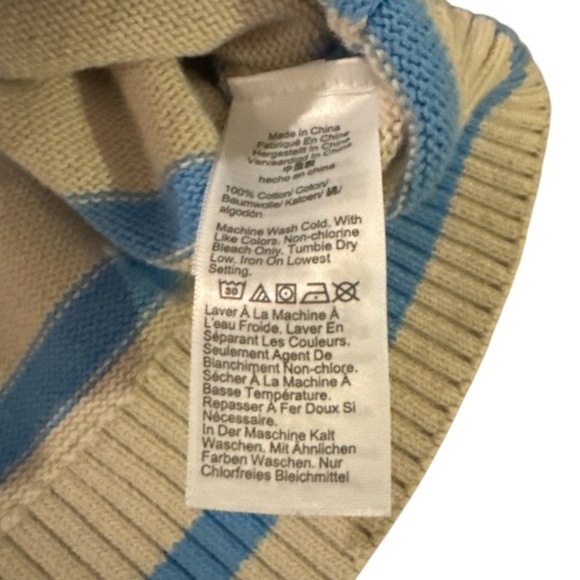 Made in China
Fabriqué En Chine
Hergestellt In China
Vervaardigd In China
中国制
hecho en china
100% Cotton/ Coton/
Baumwolle/ Katoen/ 棉/
algodón
Machine Wash Cold. With
Like Colors. Non-chlorine
Bleach Only. Tumble Dry
Low. Iron On Lowest
Setting.
30
Laver À La Machine À
L'eau Froide. Laver En
Séparant Les Couleurs.
Seulement Agent De
Blanchiment Non-chlore.
Sécher À La Machine À
Basse Température.
Repasser À Fer Doux Si
Nécessaire.
In Der Maschine Kalt
Waschen. Mit Ähnlichen
Farben Waschen. Nur
Chlorfreies Bleichmittel